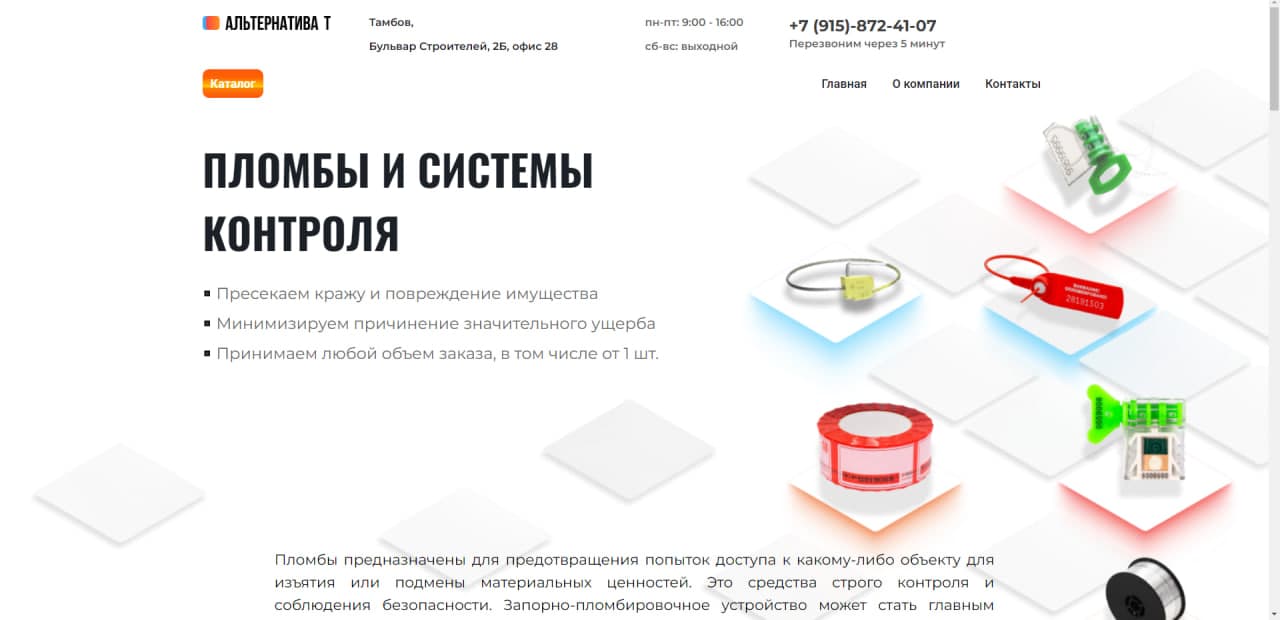 АЛЬТЕРНАТИВА Т
Тамбов,
Бульвар Строителей, 2Б, офис 28
пн-пт: 9:00 - 16:00
сб-вс: выходной
+7 (915)-872-41-07
Перезвоним через 5 минут
Каталог
Главная
О компании
Контакты
ПЛОМБЫ И СИСТЕМЫ
КОНТРОЛЯ
Пресекаем кражу и повреждение имущества
Минимизируем причинение значительного ущерба
Принимаем любой объем заказа, в том числе от 1 шт.
28191503
Пломбы предназначены для предотвращения попыток доступа к какому-либо объекту для
изъятия или подмены материальных ценностей. Это средства строго контроля и
соблюдения безопасности. Запорно-пломбировочное устройство может стать главным